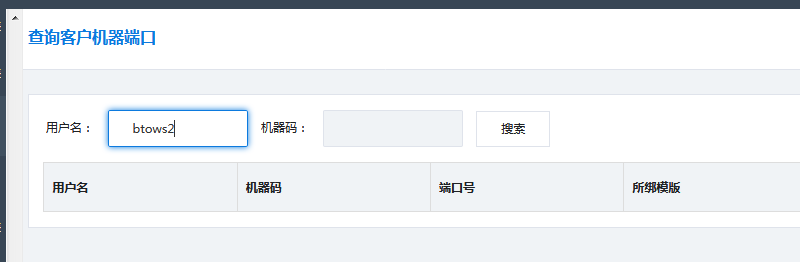 查询客户机器端口
用户名： btows2 机器码： 搜索
用户名 机器码 端口号 所绑模版